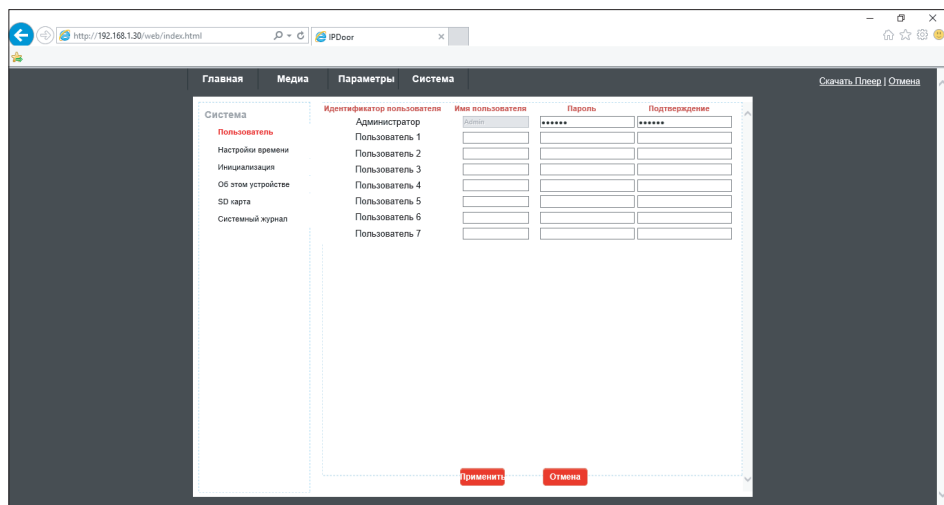 http://192.168.1.30/web/index.html
IPDoor
Главная Медиа Параметры Система
Скачать Плеер | Отмена
Система
Пользователь
Настройки времени
Инициализация
Об этом устройстве
SD карта
Системный журнал
Идентификатор пользователя Имя пользователя Пароль Подтверждение
Администратор Admin •••••• ••••••
Пользователь 1
Пользователь 2
Пользователь 3
Пользователь 4
Пользователь 5
Пользователь 6
Пользователь 7
Применить Отмена